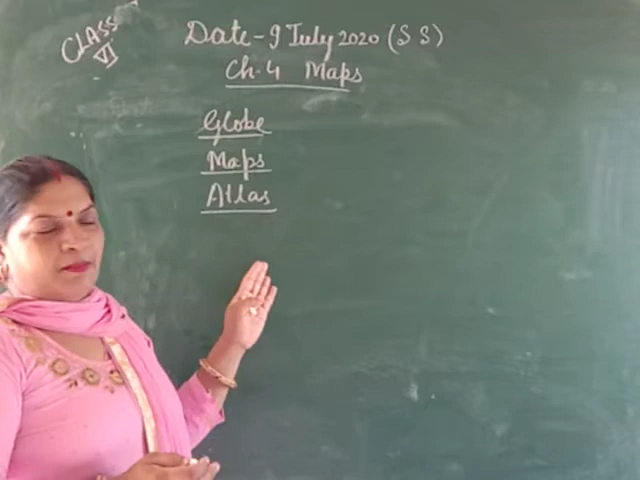 CLASS
VI
Date - 9 July 2020 (S S)
Ch. 4 Maps
Globe
Maps
Atlas